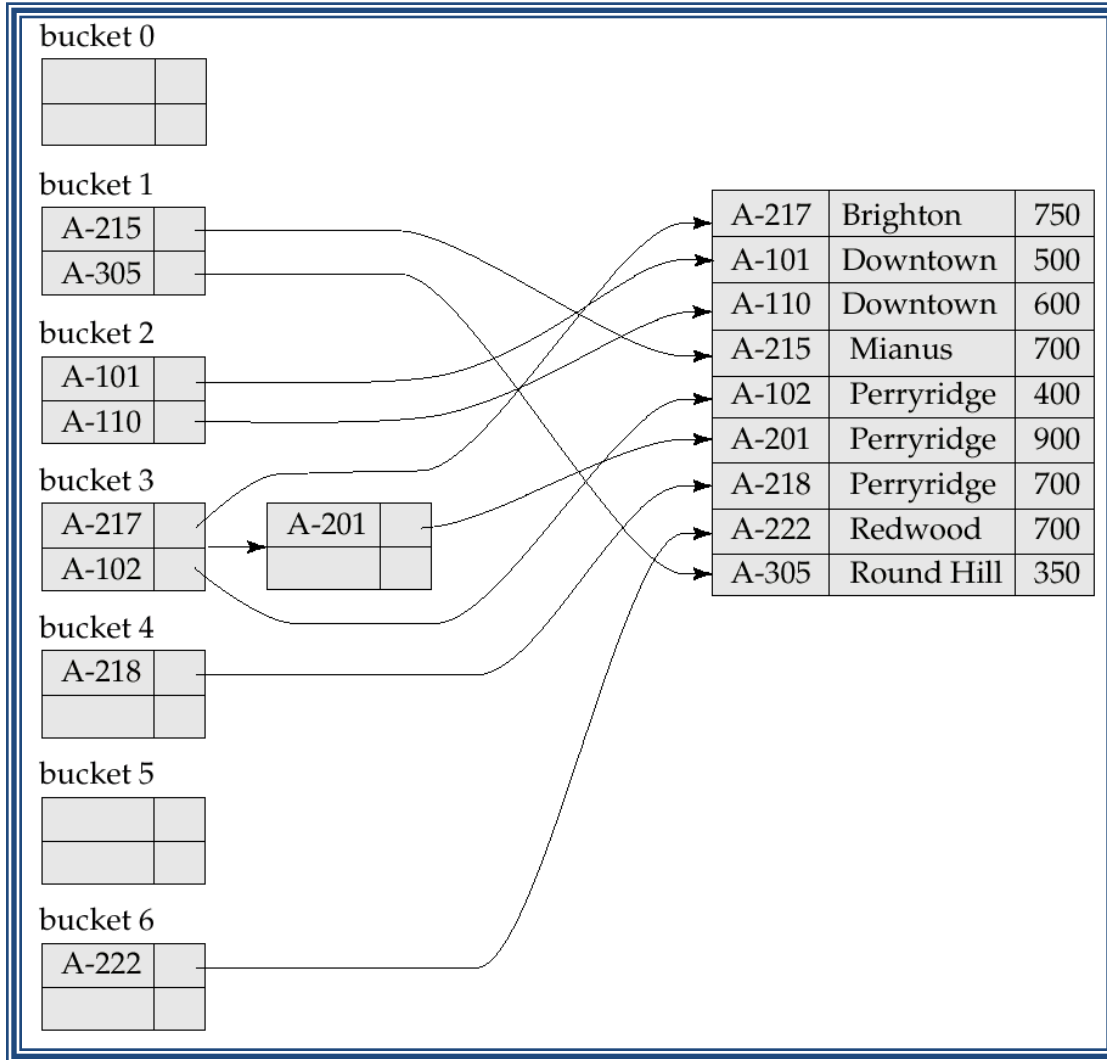 bucket 0
bucket 1
A-215
A-305
bucket 2
A-101
A-110
bucket 3
A-217
A-102
A-201
bucket 4
A-218
bucket 5
bucket 6
A-222
A-217 Brighton 750
A-101 Downtown 500
A-110 Downtown 600
A-215 Mianus 700
A-102 Perryridge 400
A-201 Perryridge 900
A-218 Perryridge 700
A-222 Redwood 700
A-305 Round Hill 350